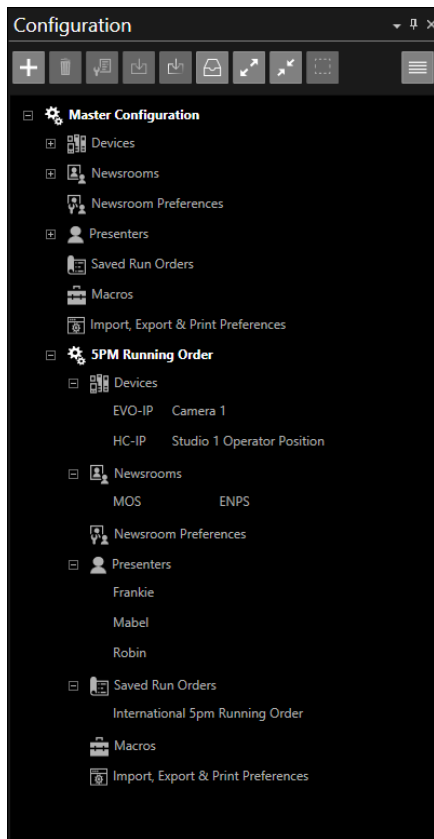 Configuration
Master Configuration
Devices
Newsrooms
Newsroom Preferences
Presenters
Saved Run Orders
Macros
Import, Export & Print Preferences
5PM Running Order
Devices
EVO-IP Camera 1
HC-IP Studio 1 Operator Position
Newsrooms
MOS ENPS
Newsroom Preferences
Presenters
Frankie
Mabel
Robin
Saved Run Orders
International 5pm Running Order
Macros
Import, Export & Print Preferences